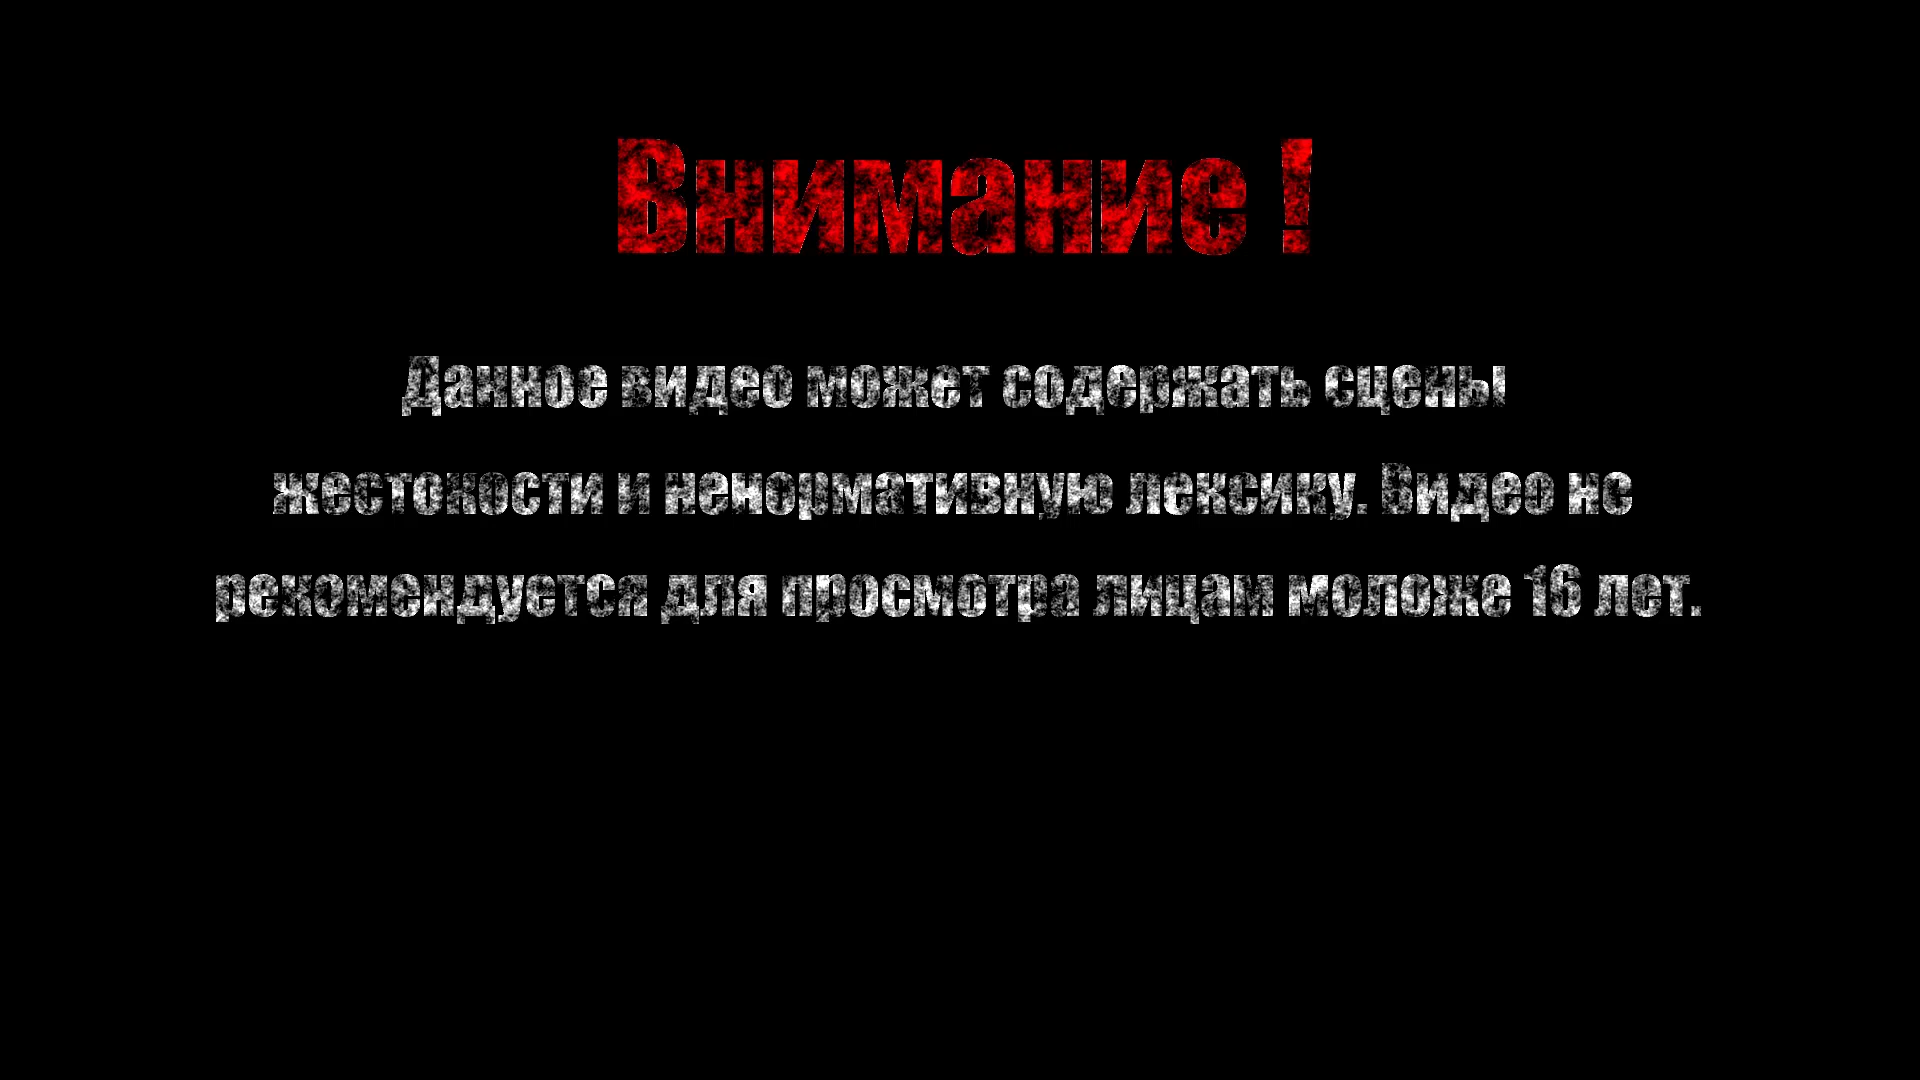 Внимание !
Данное видео может содержать сцены
жестокости и ненормативную лексику. Видео не
рекомендуется для просмотра лицам моложе 16 лет.